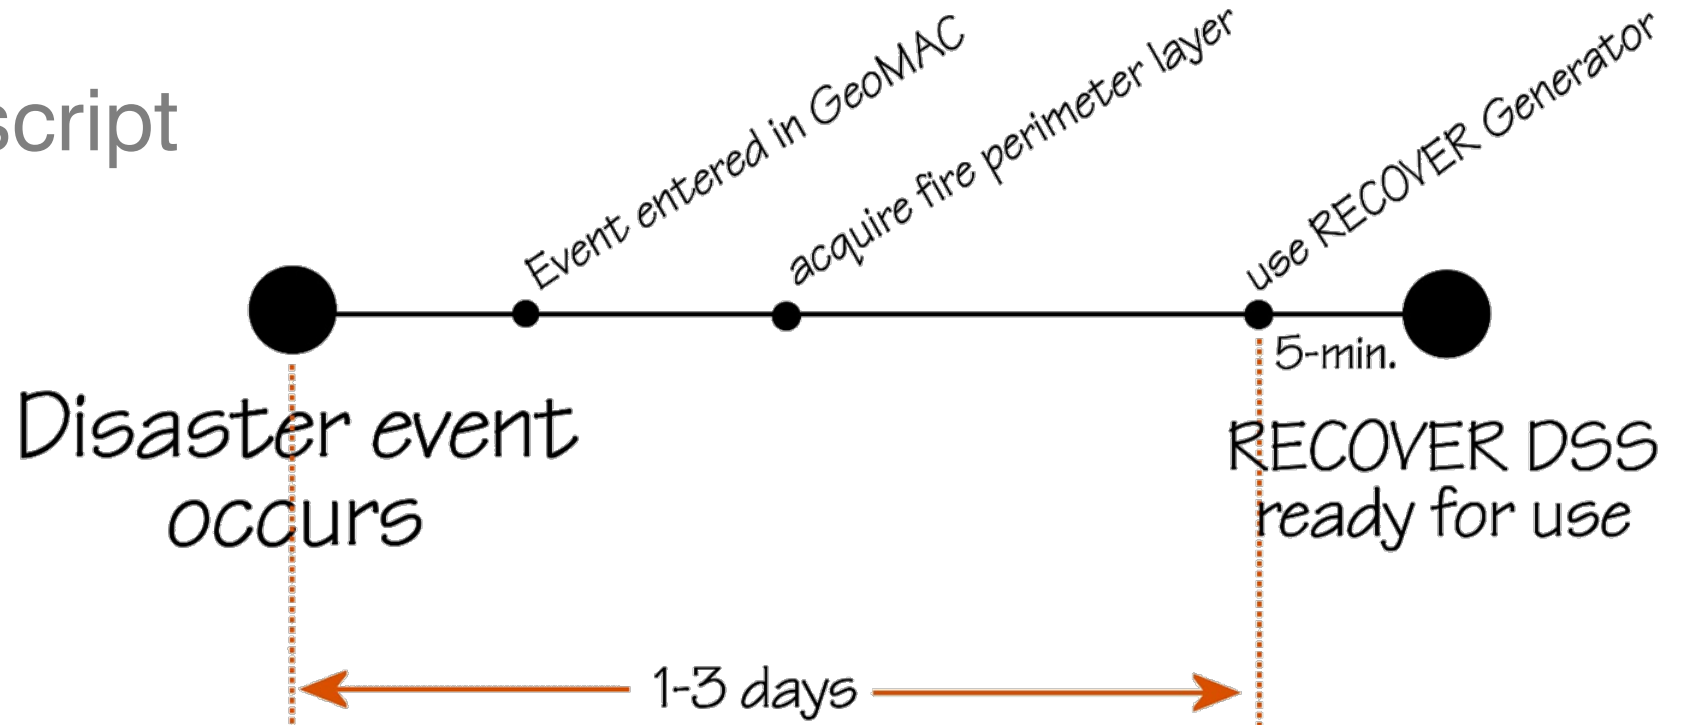 script
Event entered in GeoMAC
acquire fire perimeter layer
use RECOVER Generator
5-min.
Disaster event
occurs
RECOVER DSS
ready for use
1-3 days